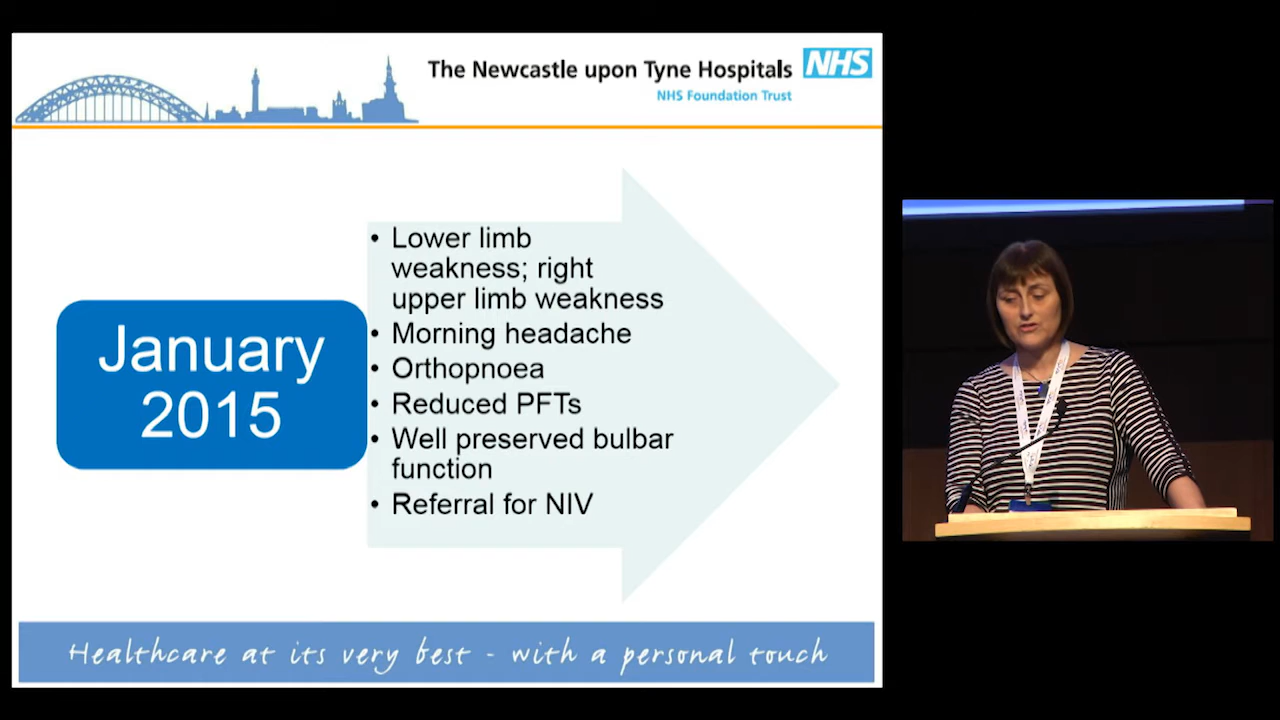 The Newcastle upon Tyne Hospitals NHS
NHS Foundation Trust
January
2015
• Lower limb
weakness; right
upper limb weakness
• Morning headache
• Orthopnoea
• Reduced PFTs
• Well preserved bulbar
function
• Referral for NIV
Healthcare at its very best - with a personal touch